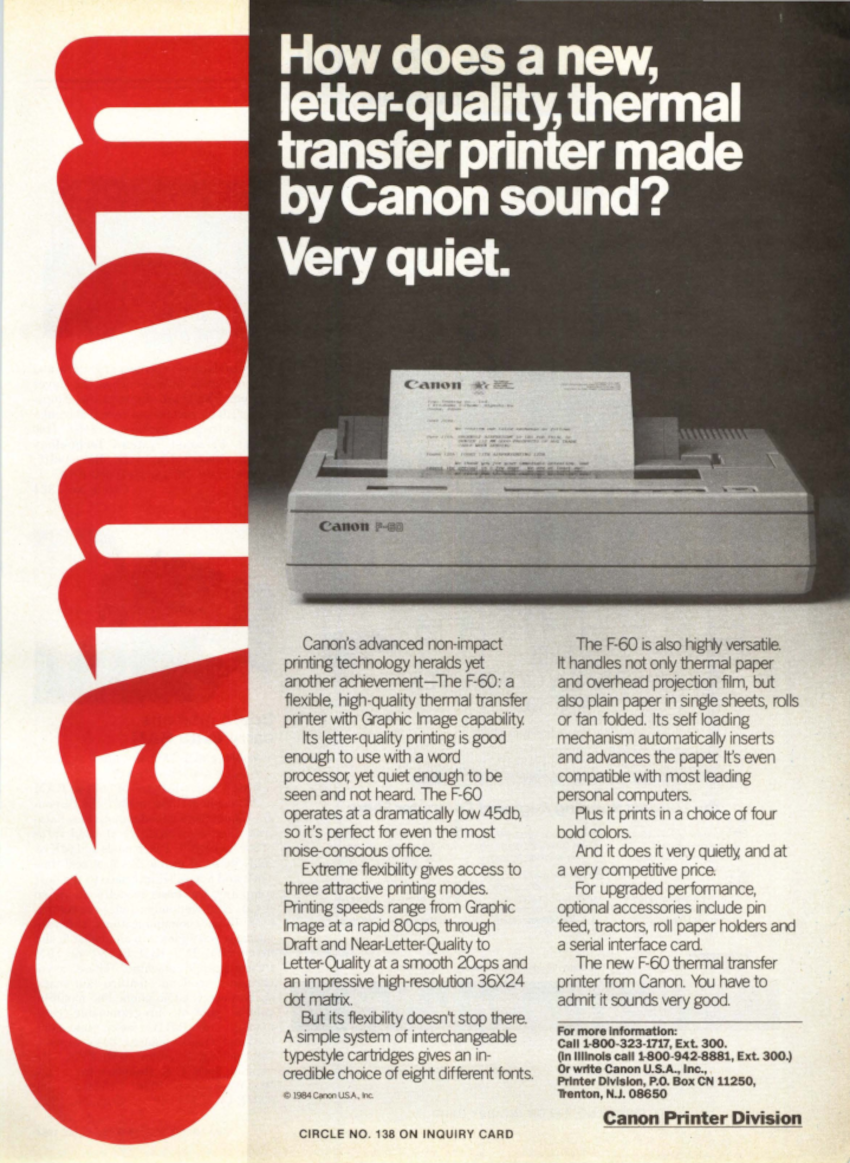 Canon
How does a new,
letter-quality, thermal
transfer printer made
by Canon sound?
Very quiet.
Canon
Canon F-60
Canon's advanced non-impact
printing technology heralds yet
another achievement—The F-60: a
flexible, high-quality thermal transfer
printer with Graphic Image capability.
Its letter-quality printing is good
enough to use with a word
processor, yet quiet enough to be
seen and not heard. The F-60
operates at a dramatically low 45db,
so it's perfect for even the most
noise-conscious office.
Extreme flexibility gives access to
three attractive printing modes.
Printing speeds range from Graphic
Image at a rapid 80cps, through
Draft and Near-Letter-Quality to
Letter-Quality at a smooth 20cps and
an impressive high-resolution 36X24
dot matrix.
But its flexibility doesn't stop there.
A simple system of interchangeable
typestyle cartridges gives an in-
credible choice of eight different fonts.
© 1984 Canon U.S.A., Inc.
The F-60 is also highly versatile.
It handles not only thermal paper
and overhead projection film, but
also plain paper in single sheets, rolls
or fan folded. Its self loading
mechanism automatically inserts
and advances the paper. It's even
compatible with most leading
personal computers.
Plus it prints in a choice of four
bold colors.
And it does it very quietly, and at
a very competitive price.
For upgraded performance,
optional accessories include pin
feed, tractors, roll paper holders and
a serial interface card.
The new F-60 thermal transfer
printer from Canon. You have to
admit it sounds very good.
For more information:
Call 1-800-323-1717, Ext. 300.
(in Illinois call 1-800-942-8881, Ext. 300.)
Or write Canon U.S.A., Inc.,
Printer Division, P.O. Box CN 11250,
Trenton, N.J. 08650
Canon Printer Division
CIRCLE NO. 138 ON INQUIRY CARD